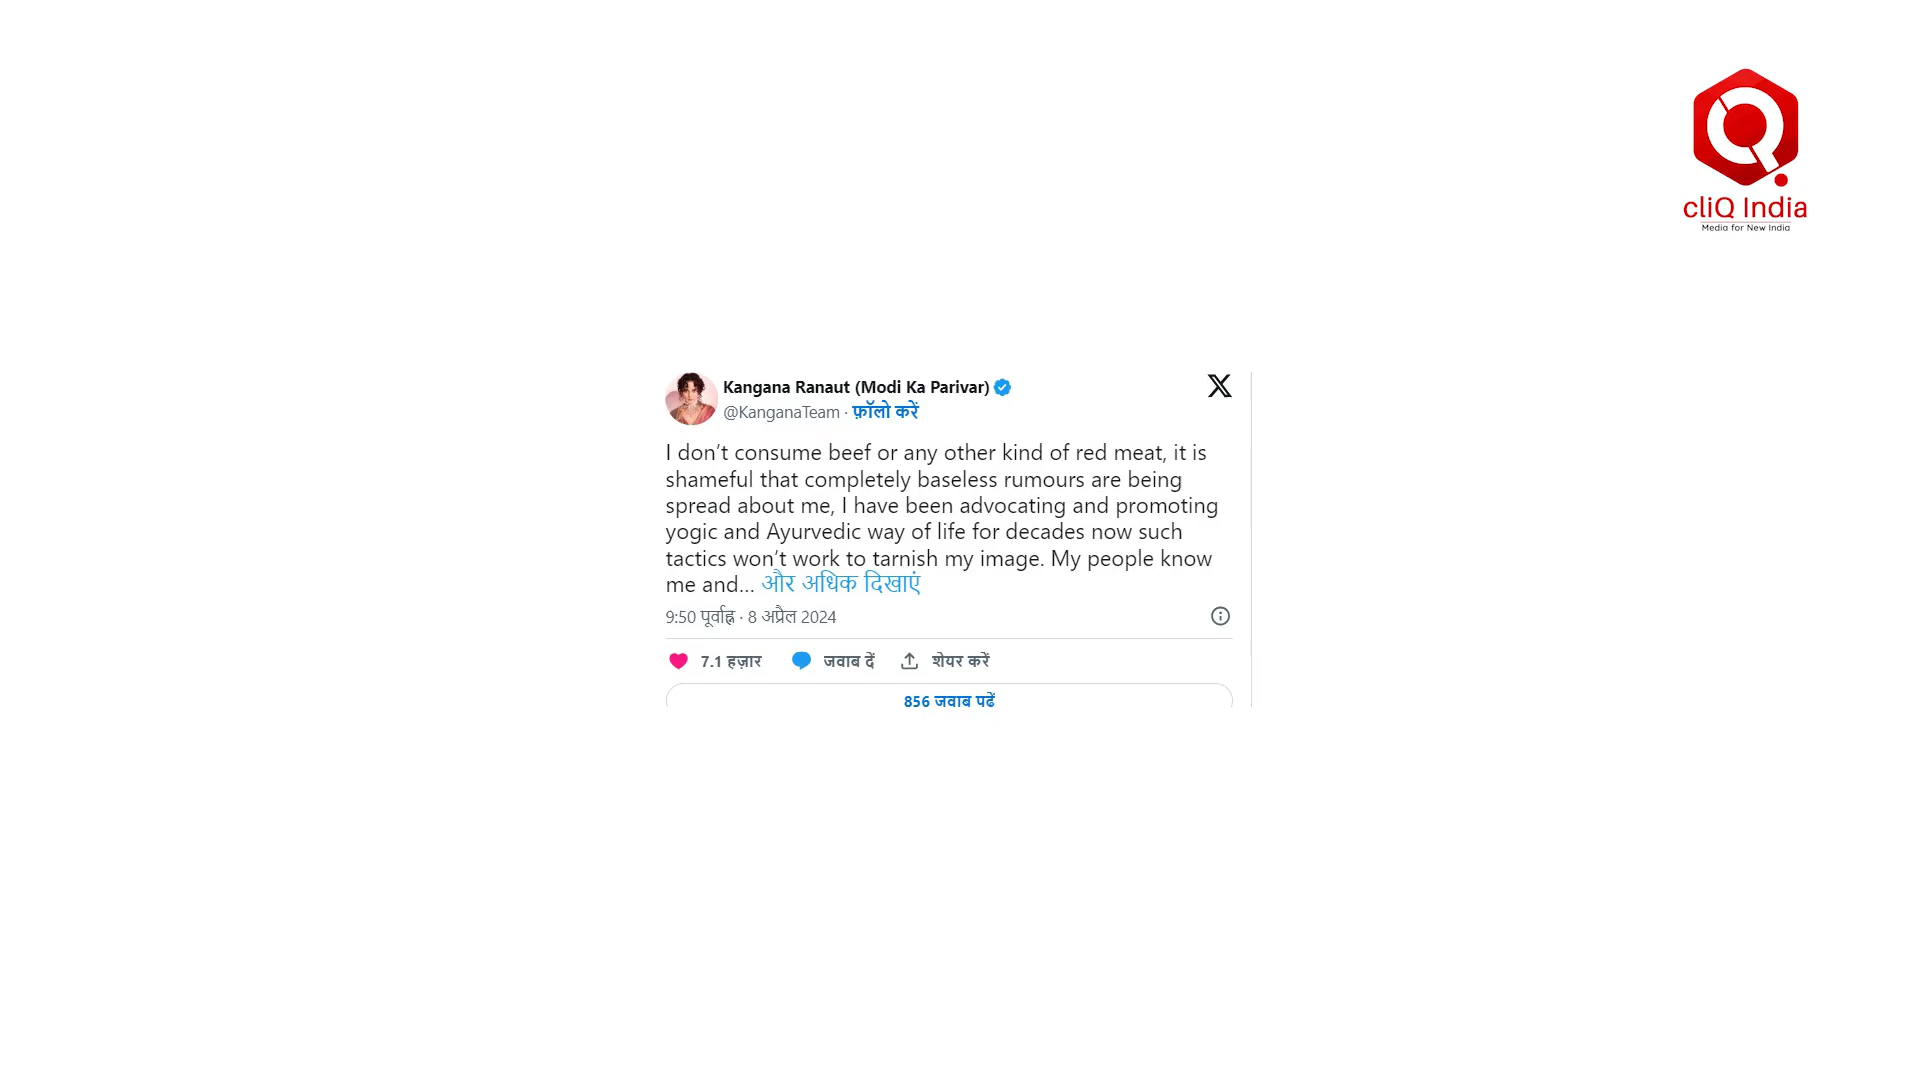 cliQ India
Media for New India
Kangana Ranaut (Modi Ka Parivar)
@KanganaTeam · फ़ॉलो करें
I don’t consume beef or any other kind of red meat, it is
shameful that completely baseless rumours are being
spread about me, I have been advocating and promoting
yogic and Ayurvedic way of life for decades now such
tactics won’t work to tarnish my image. My people know
me and... और अधिक दिखाएं
9:50 पूर्वाह्न · 8 अप्रैल 2024
7.1 हज़ार जवाब दें शेयर करें
856 जवाब पढें